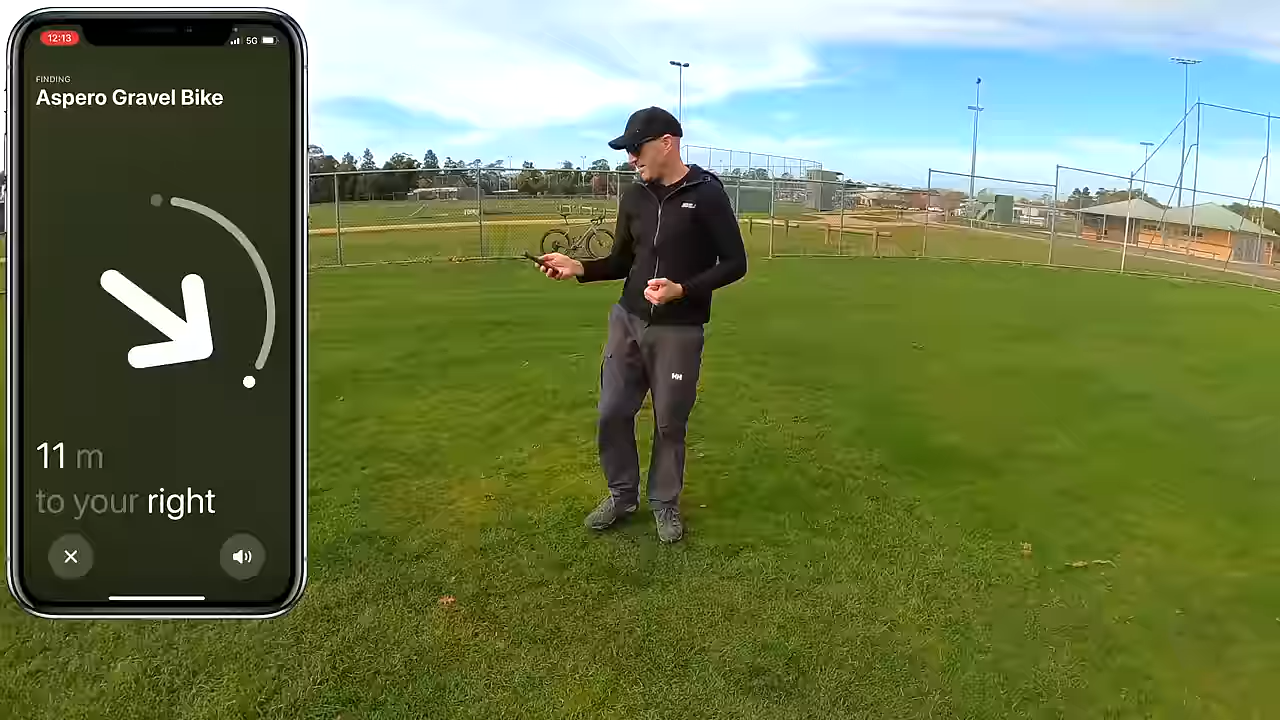 12:13
5G
FINDING
Aspero Gravel Bike
11 m
to your right
HH